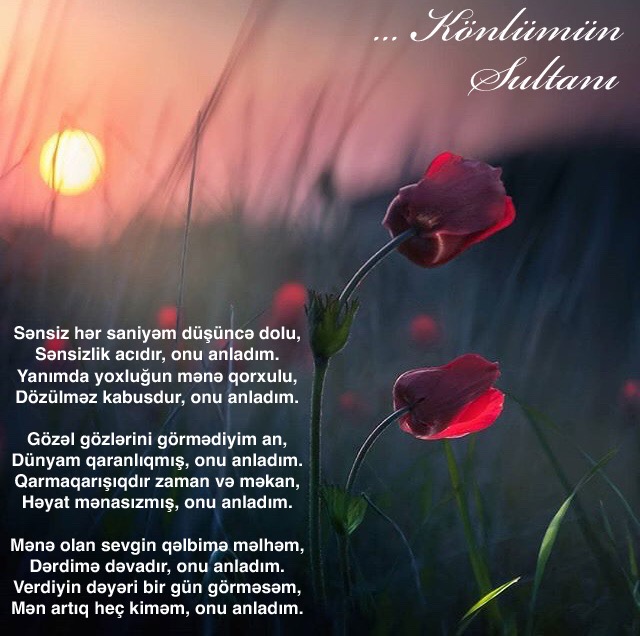 ... Könlümün
Sultanı
Sənsiz hər saniyəm düşüncə dolu,
Sənsizlik acıdır, onu anladım.
Yanımda yoxluğun mənə qorxulu,
Dözülməz kabusdur, onu anladım.
Gözəl gözlərini görmədiyim an,
Dünyam qaranlıqmış, onu anladım.
Qarmaqarışıqdır zaman və məkan,
Həyat mənasızmış, onu anladım.
Mənə olan sevgin qəlbimə məlhəm,
Dərdimə dəvadır, onu anladım.
Verdiyin dəyəri bir gün görməsəm,
Mən artıq heç kiməm, onu anladım.